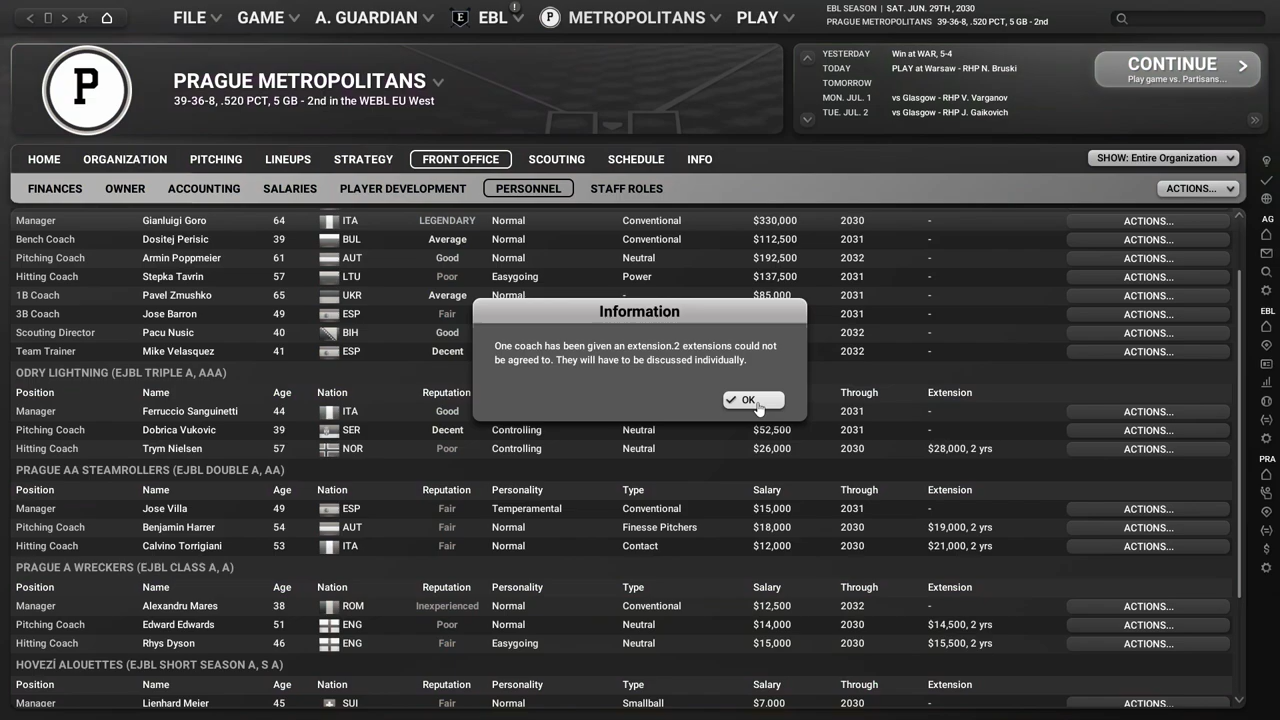 FILE GAME A. GUARDIAN E EBL ! P METROPOLITANS PLAY
EBL SEASON | SAT. JUN. 29TH , 2030
PRAGUE METROPOLITANS 39-36-8, .520 PCT, 5 GB - 2nd
P
PRAGUE METROPOLITANS
39-36-8, .520 PCT, 5 GB - 2nd in the WEBL EU West
YESTERDAY Win at WAR, 5-4
TODAY PLAY at Warsaw - RHP N. Bruski
TOMORROW
MON. JUL. 1 vs Glasgow - RHP V. Varganov
TUE. JUL. 2 vs Glasgow - RHP J. Gaikovich
CONTINUE
Play game vs. Partisans...
HOME ORGANIZATION PITCHING LINEUPS STRATEGY FRONT OFFICE SCOUTING SCHEDULE INFO
SHOW: Entire Organization
FINANCES OWNER ACCOUNTING SALARIES PLAYER DEVELOPMENT PERSONNEL STAFF ROLES
ACTIONS...
Manager Gianluigi Goro 64 ITA LEGENDARY Normal Conventional $330,000 2030 - ACTIONS...
Bench Coach Dositej Perisic 39 BUL Average Normal Conventional $112,500 2031 - ACTIONS...
Pitching Coach Armin Poppmeier 61 AUT Good Normal Neutral $192,500 2032 - ACTIONS...
Hitting Coach Stepka Tavrin 57 LTU Poor Easygoing Power $137,500 2031 - ACTIONS...
1B Coach Pavel Zmushko 65 UKR Average Normal - $85,000 2031 - ACTIONS...
3B Coach Jose Barron 49 ESP Fair 2031 - ACTIONS...
Scouting Director Pacu Nusic 40 BIH Good 2032 - ACTIONS...
Team Trainer Mike Velasquez 41 ESP Decent 2032 - ACTIONS...
Information
One coach has been given an extension.2 extensions could not
be agreed to. They will have to be discussed individually.
OK
ODRY LIGHTNING (EJBL TRIPLE A, AAA)
Position Name Age Nation Reputation Through Extension
Manager Ferruccio Sanguinetti 44 ITA Good 2031 - ACTIONS...
Pitching Coach Dobrica Vukovic 39 SER Decent Controlling Neutral $52,500 2031 - ACTIONS...
Hitting Coach Trym Nielsen 57 NOR Poor Controlling Neutral $26,000 2030 $28,000, 2 yrs ACTIONS...
PRAGUE AA STEAMROLLERS (EJBL DOUBLE A, AA)
Position Name Age Nation Reputation Personality Type Salary Through Extension
Manager Jose Villa 49 ESP Fair Temperamental Conventional $15,000 2031 - ACTIONS...
Pitching Coach Benjamin Harrer 54 AUT Fair Normal Finesse Pitchers $18,000 2030 $19,000, 2 yrs ACTIONS...
Hitting Coach Calvino Torrigiani 53 ITA Fair Normal Contact $12,000 2030 $21,000, 2 yrs ACTIONS...
PRAGUE A WRECKERS (EJBL CLASS A, A)
Position Name Age Nation Reputation Personality Type Salary Through Extension
Manager Alexandru Mares 38 ROM Inexperienced Normal Conventional $12,500 2032 - ACTIONS...
Pitching Coach Edward Edwards 51 ENG Poor Normal Neutral $14,000 2030 $14,500, 2 yrs ACTIONS...
Hitting Coach Rhys Dyson 46 ENG Fair Easygoing Neutral $15,000 2030 $15,500, 2 yrs ACTIONS...
HOVEZÍ ALOUETTES (EJBL SHORT SEASON A, S A)
Position Name Age Nation Reputation Personality Type Salary Through Extension
Manager Lienhard Meier 45 SUI Fair Normal Smallball $7,000 2030 - ACTIONS...
AG
EBL
PRA